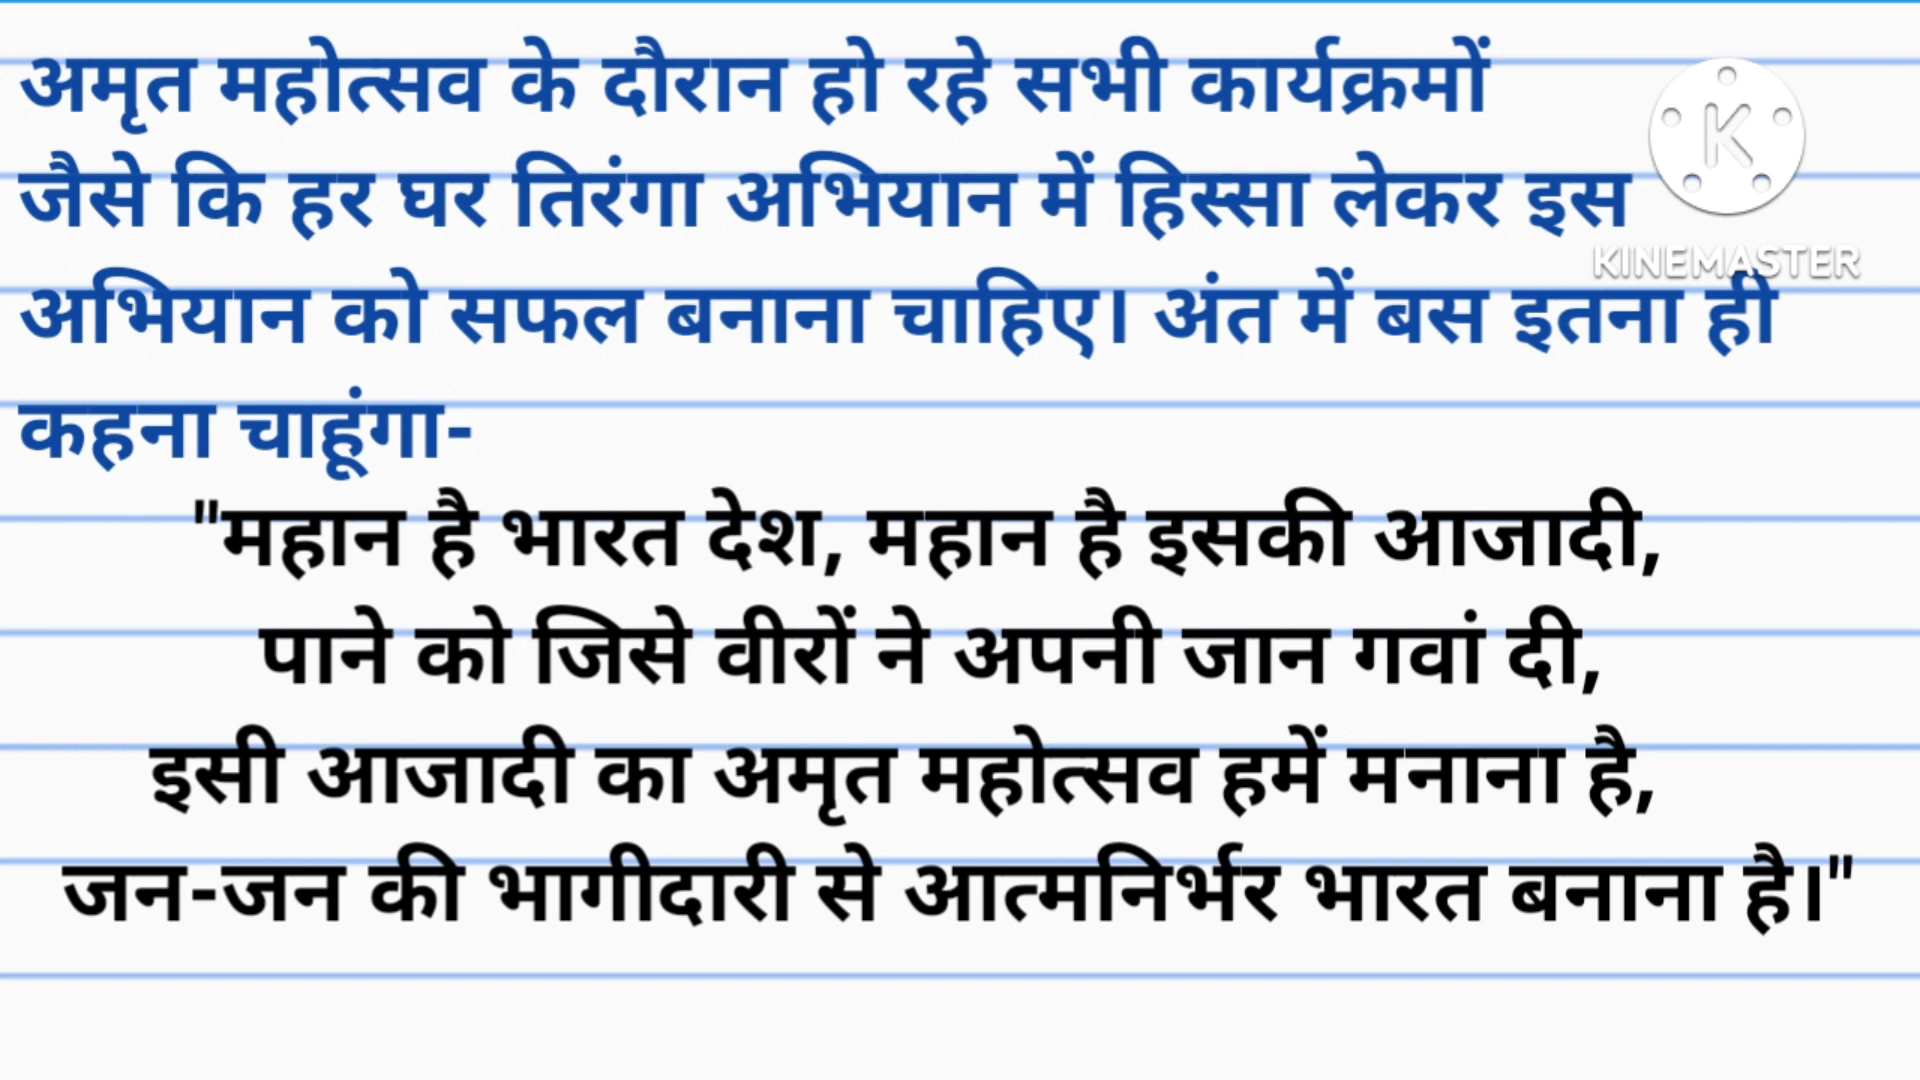 अमृत महोत्सव के दौरान हो रहे सभी कार्यक्रमों
जैसे कि हर घर तिरंगा अभियान में हिस्सा लेकर इस
अभियान को सफल बनाना चाहिए। अंत में बस इतना ही
कहना चाहूंगा-
"महान है भारत देश, महान है इसकी आजादी,
पाने को जिसे वीरों ने अपनी जान गवां दी,
इसी आजादी का अमृत महोत्सव हमें मनाना है,
जन-जन की भागीदारी से आत्मनिर्भर भारत बनाना है।"
K
KINEMASTER